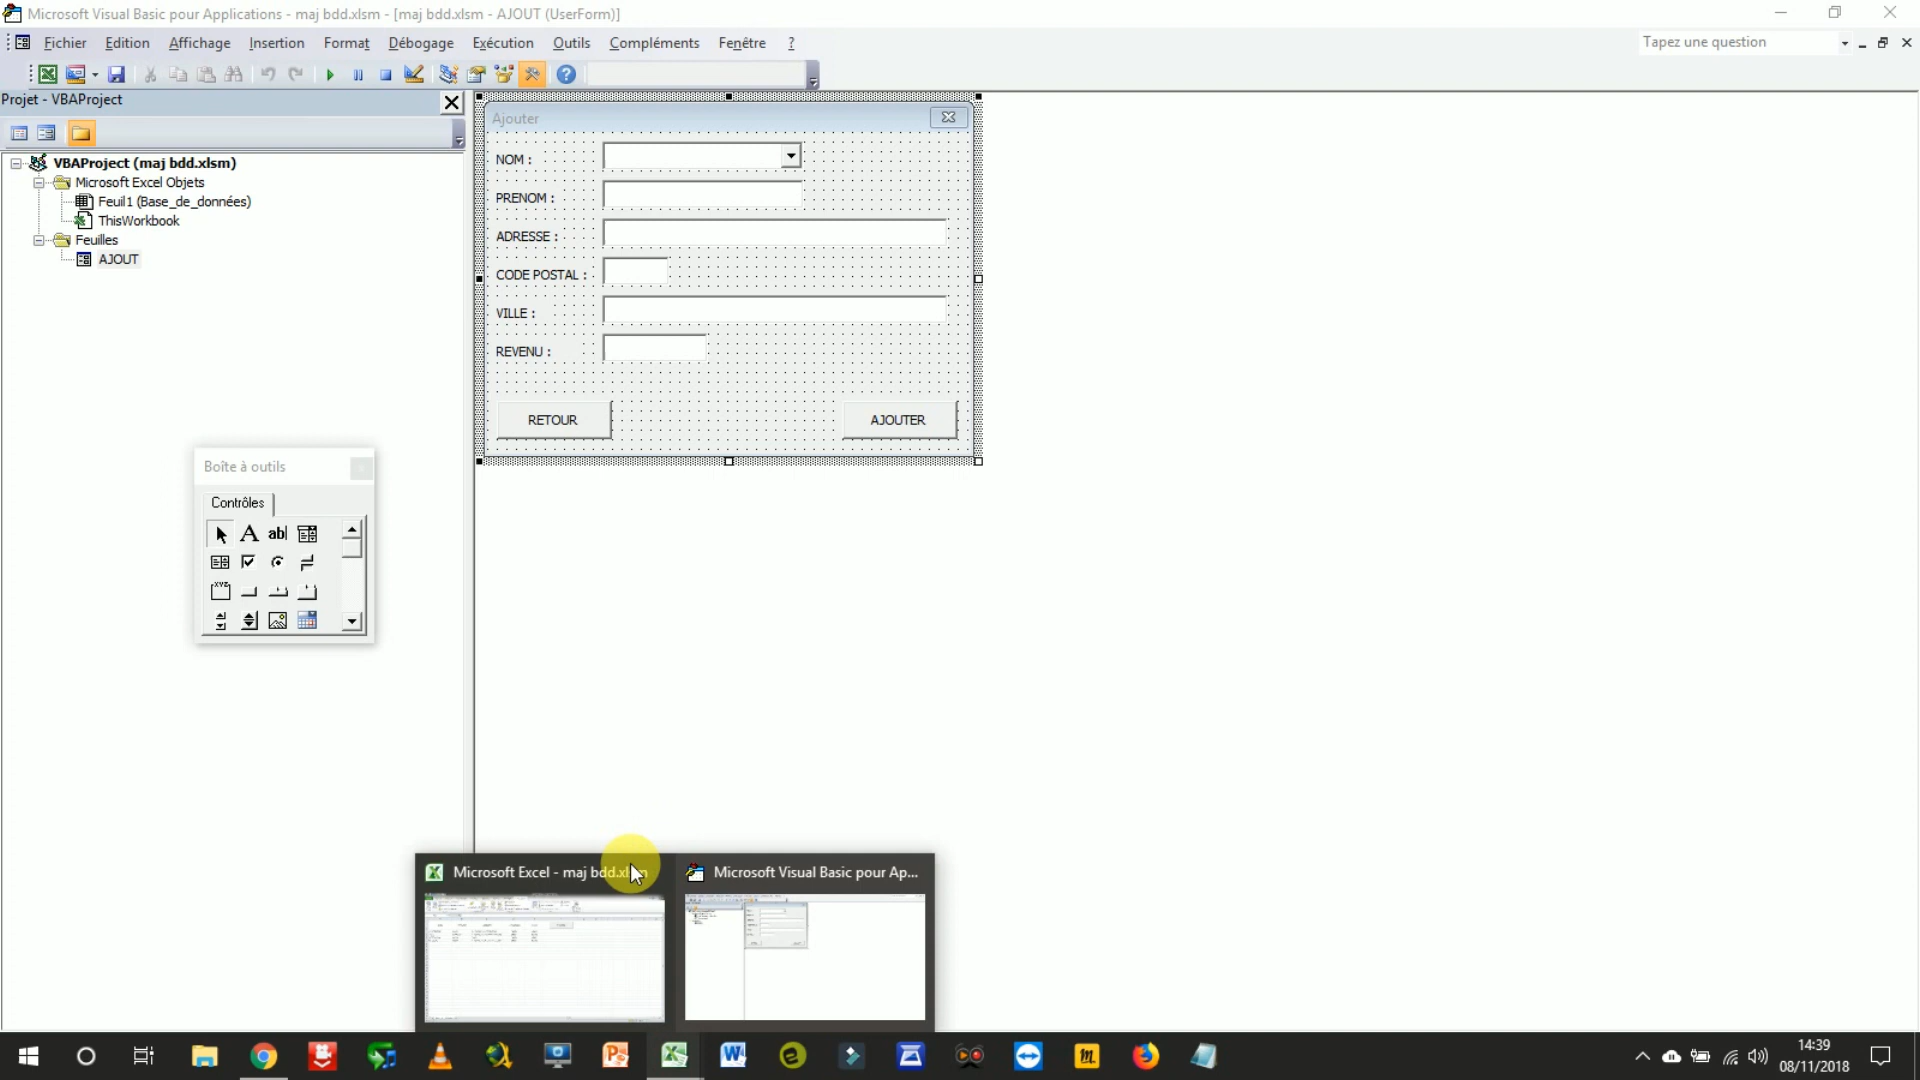 Microsoft Visual Basic pour Applications - maj bdd.xlsm - [maj bdd.xlsm - AJOUT (UserForm)]
Fichier Edition Affichage Insertion Format Débogage Exécution Outils Compléments Fenêtre ?
Tapez une question
Projet - VBAProject
VBAProject (maj bdd.xlsm)
Microsoft Excel Objets
Feuil1 (Base_de_données)
ThisWorkbook
Feuilles
AJOUT
Ajouter
NOM :
PRENOM :
ADRESSE :
CODE POSTAL :
VILLE :
REVENU :
RETOUR AJOUTER
Boîte à outils
Contrôles
A ab|
Microsoft Excel - maj
Microsoft Visual Basic pour Ap...
14:39
08/11/2018